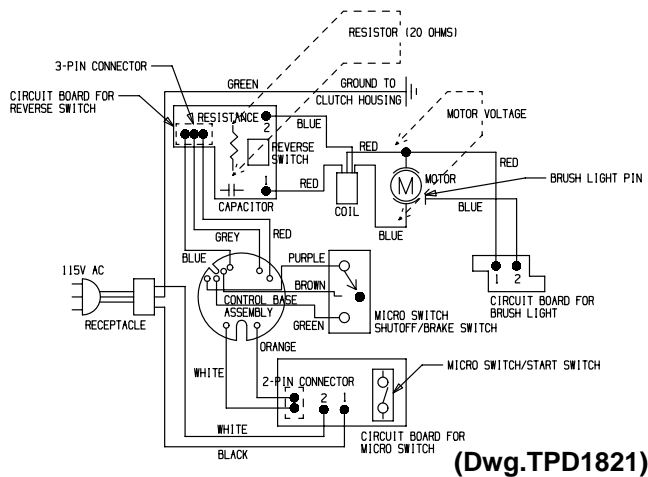 RESISTOR (20 OHMS)
3-PIN CONNECTOR
GREEN
GROUND TO
CLUTCH HOUSING
CIRCUIT BOARD FOR
REVERSE SWITCH
RESISTANCE
2
BLUE
MOTOR VOLTAGE
RED
REVERSE
SWITCH
RED
1
RED
CAPACITOR
COIL
M
MOTOR
BRUSH LIGHT PIN
BLUE
BLUE
GREY
RED
BLUE
PURPLE
115V AC
BROWN
1 2
CONTROL BASE
ASSEMBLY
GREEN
MICRO SWITCH
SHUTOFF/BRAKE SWITCH
CIRCUIT BOARD FOR
BRUSH LIGHT
RECEPTACLE
ORANGE
WHITE
MICRO SWITCH/START SWITCH
2-PIN CONNECTOR
2 1
WHITE
CIRCUIT BOARD FOR
MICRO SWITCH
BLACK
(Dwg.TPD1821)